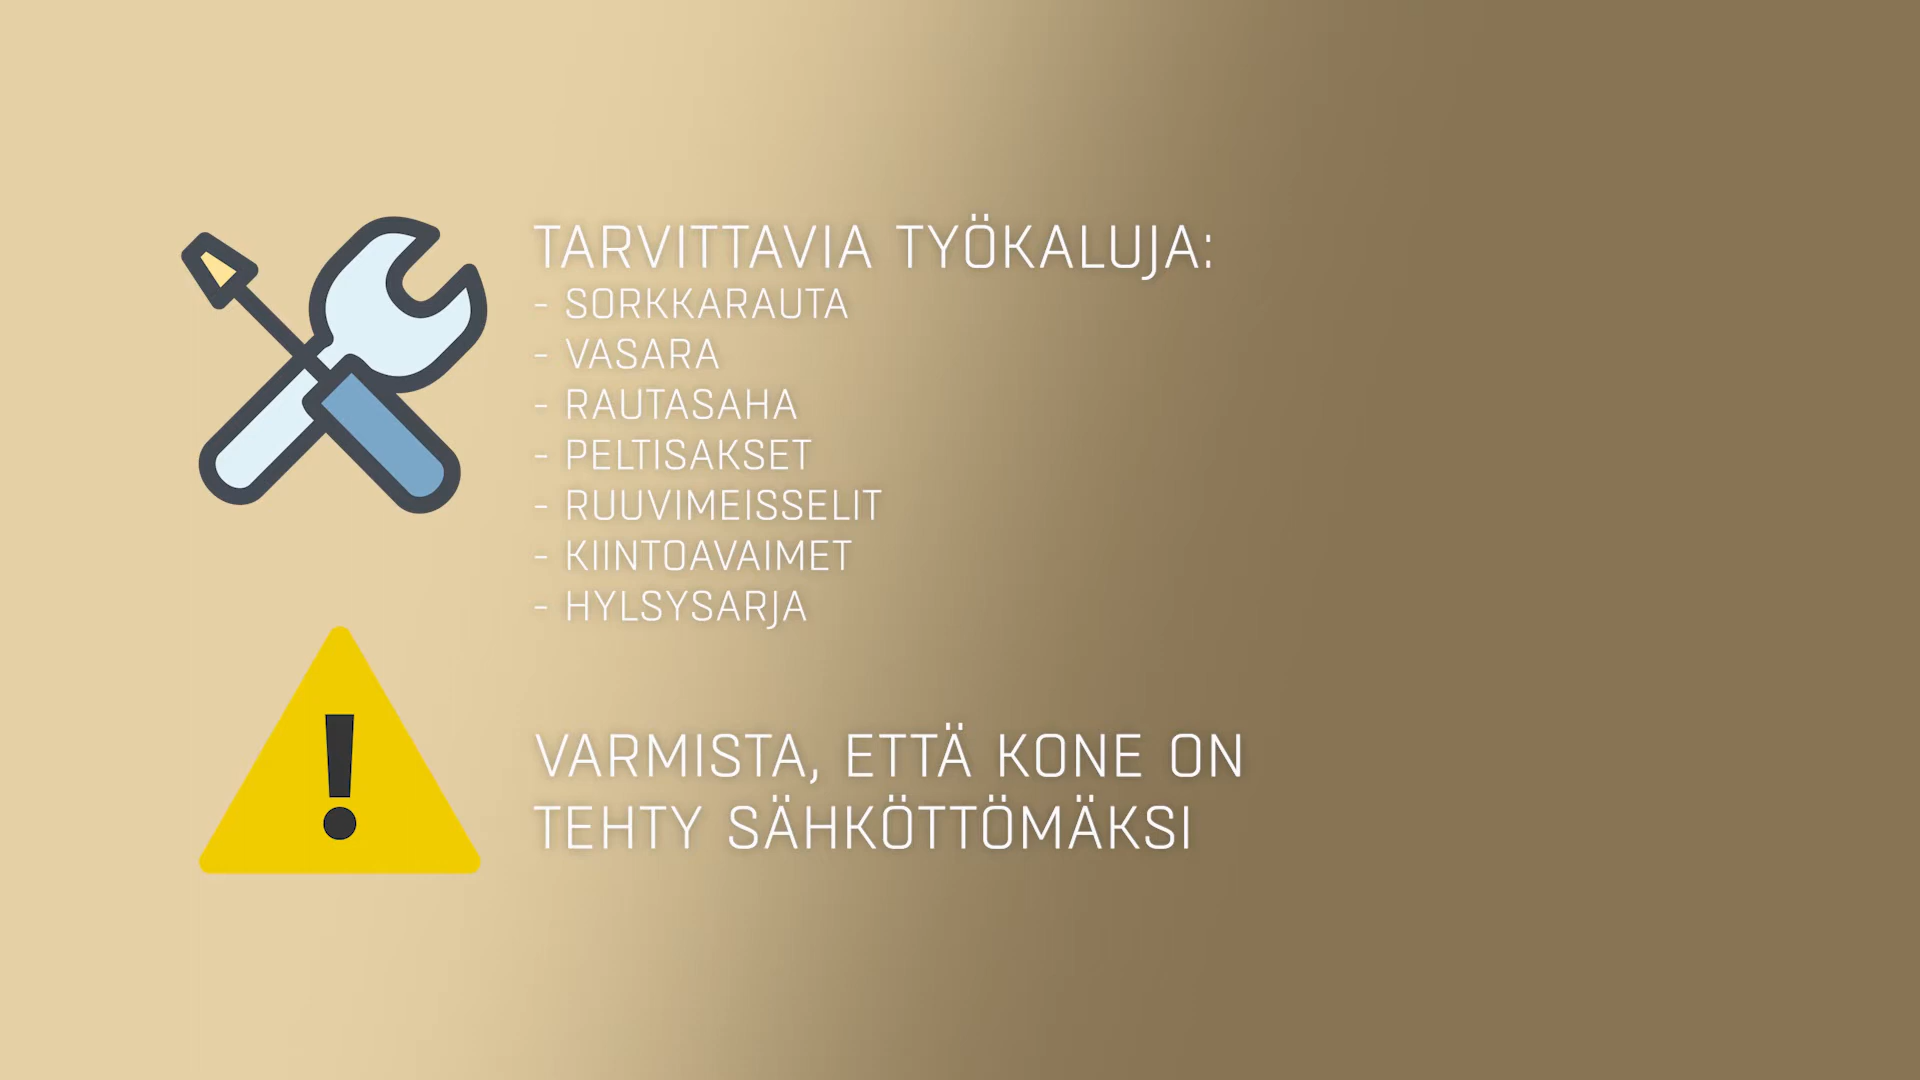 TARVITTAVIA TYÖKALUJA:
- SORKKARAUTA
- VASARA
- RAUTASAHA
- PELTISAKSET
- RUUVIMEISSELIT
- KIINTOAVAIMET
- HYLSYSARJA
!
VARMISTA, ETTÄ KONE ON
TEHTY SÄHKÖTTÖMÄKSI